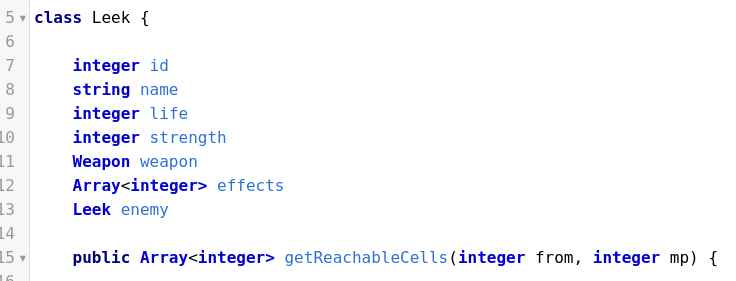 5 class Leek {
6
7 integer id
8 string name
9 integer life
10 integer strength
11 Weapon weapon
12 Array<integer> effects
13 Leek enemy
14
15 public Array<integer> getReachableCells(integer from, integer mp) {
16